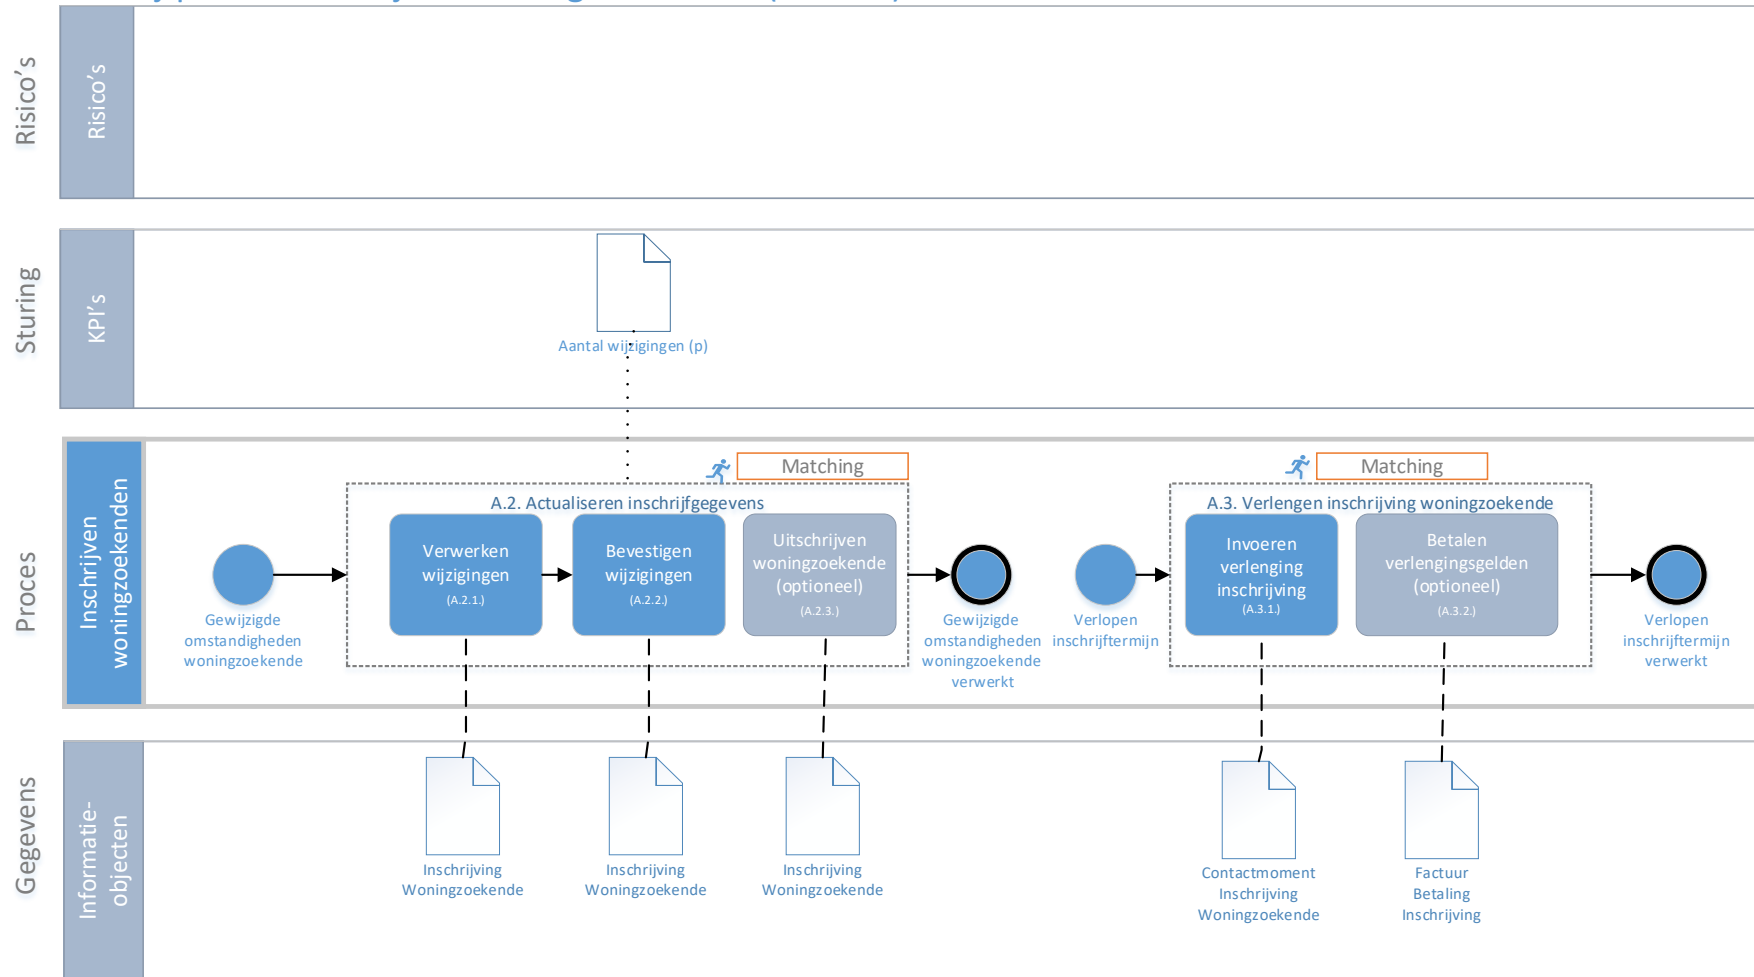 Risico's
Risico's
Sturing
KPI's
Aantal wijzigingen (p)
Proces
Inschrijven
woningzoekenden
Matching
A.2. Actualiseren inschrijfgegevens
Verwerken
wijzigingen
(A.2.1.)
Bevestigen
wijzigingen
(A.2.2.)
Uitschrijven
woningzoekende
(optioneel)
(A.2.3.)
Gewijzigde
omstandigheden
woningzoekende
Gewijzigde
omstandigheden
woningzoekende
verwerkt
Matching
A.3. Verlengen inschrijving woningzoekende
Verlopen
inschrijftermijn
Invoeren
verlenging
inschrijving
(A.3.1.)
Betalen
verlengingsgelden
(optioneel)
(A.3.2.)
Verlopen
inschrijftermijn
verwerkt
Gegevens
Informatie-
objecten
Inschrijving
Woningzoekende
Inschrijving
Woningzoekende
Inschrijving
Woningzoekende
Contactmoment
Inschrijving
Woningzoekende
Factuur
Betaling
Inschrijving